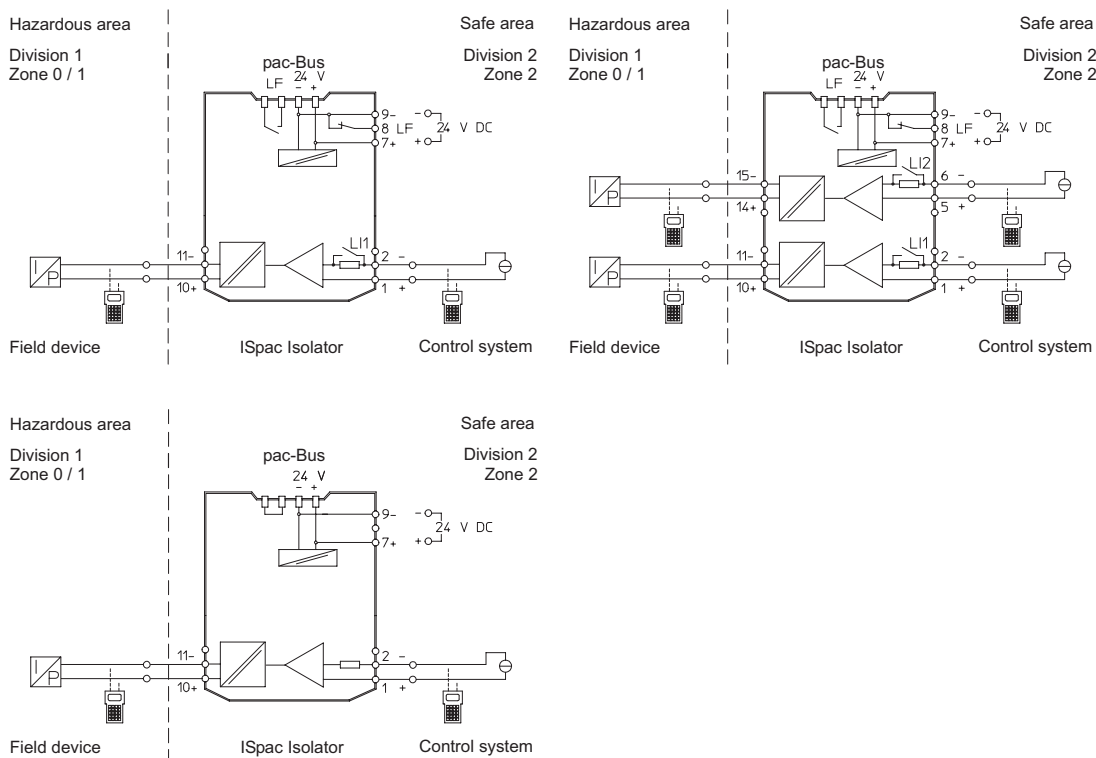 Hazardous area
Safe area
Division 1
Zone 0 / 1
Division 2
Zone 2
pac-Bus
LF 24 V
- +
9- -
8 LF 24 V DC
7+ +
LI1
11- 2 -
10+ 1 +
I/P
Field device
ISpac Isolator
Control system
Hazardous area
Safe area
Division 1
Zone 0 / 1
Division 2
Zone 2
pac-Bus
LF 24 V
- +
9- -
8 LF 24 V DC
7+ +
LI2
15- 6 -
14+ 5 +
I/P
LI1
11- 2 -
10+ 1 +
I/P
Field device
ISpac Isolator
Control system
Hazardous area
Safe area
Division 1
Zone 0 / 1
Division 2
Zone 2
pac-Bus
24 V
- +
9- -
24 V DC
7+ +
11- 2 -
10+ 1 +
I/P
Field device
ISpac Isolator
Control system